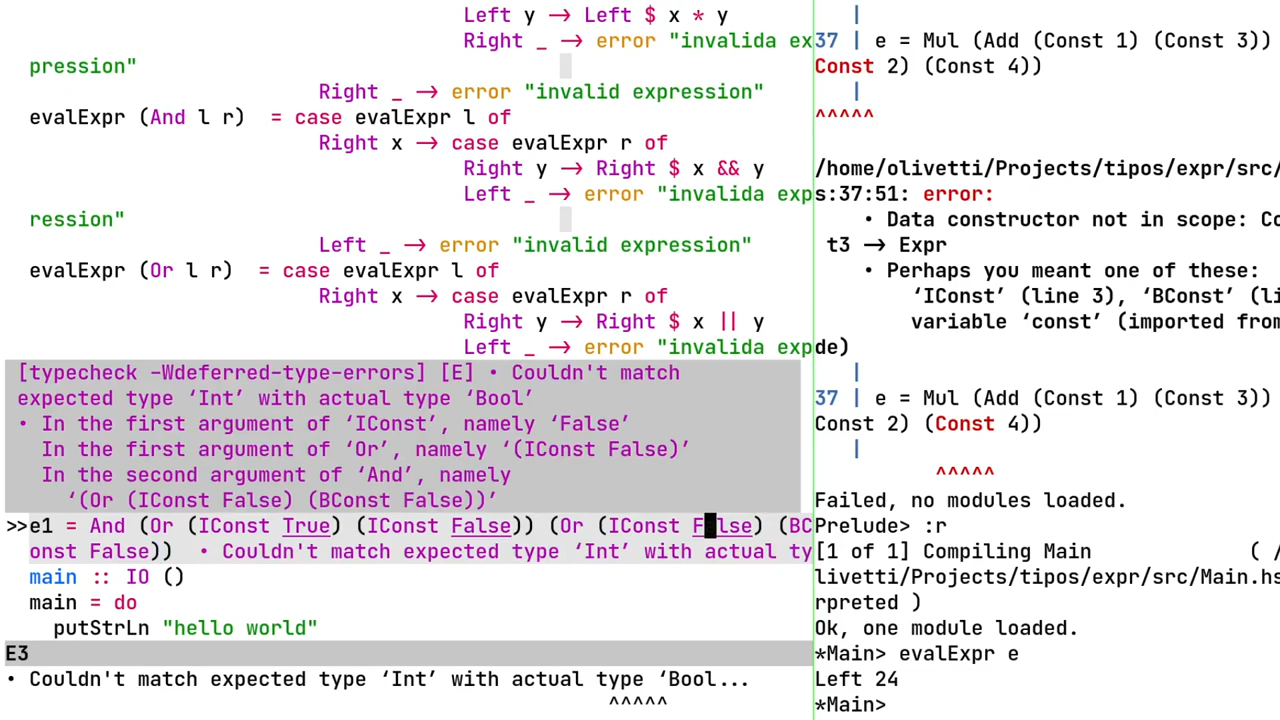 Left y → Left $ x * y
Right _ → error "invalida ex
pression"
Right _ → error "invalid expression"
evalExpr (And l r)  = case evalExpr l of
Right x → case evalExpr r of
Right y → Right $ x && y
Left _ → error "invalida exp
ression"
Left _ → error "invalid expression"
evalExpr (Or l r)  = case evalExpr l of
Right x → case evalExpr r of
Right y → Right $ x || y
Left _ → error "invalida exp
[typecheck -Wdeferred-type-errors] [E] • Couldn't match
expected type ‘Int’ with actual type ‘Bool’
• In the first argument of ‘IConst’, namely ‘False’
In the first argument of ‘Or’, namely ‘(IConst False)’
In the second argument of ‘And’, namely
‘(Or (IConst False) (BConst False))’
>>e1 = And (Or (IConst True) (IConst False)) (Or (IConst False) (BC
onst False))  • Couldn't match expected type ‘Int’ with actual ty
main :: IO ()
main = do
putStrLn "hello world"
E3
• Couldn't match expected type ‘Int’ with actual type ‘Bool...
^^^^^
|
37 | e = Mul (Add (Const 1) (Const 3))
Const 2) (Const 4))
|
^^^^^
/home/olivetti/Projects/tipos/expr/src/
s:37:51: error:
• Data constructor not in scope: Co
t3 → Expr
• Perhaps you meant one of these:
‘IConst’ (line 3), ‘BConst’ (li
variable ‘const’ (imported from
de)
|
37 | e = Mul (Add (Const 1) (Const 3))
Const 2) (Const 4))
|
^^^^^
Failed, no modules loaded.
Prelude> :r
[1 of 1] Compiling Main ( /
livetti/Projects/tipos/expr/src/Main.hs
rpreted )
Ok, one module loaded.
*Main> evalExpr e
Left 24
*Main>